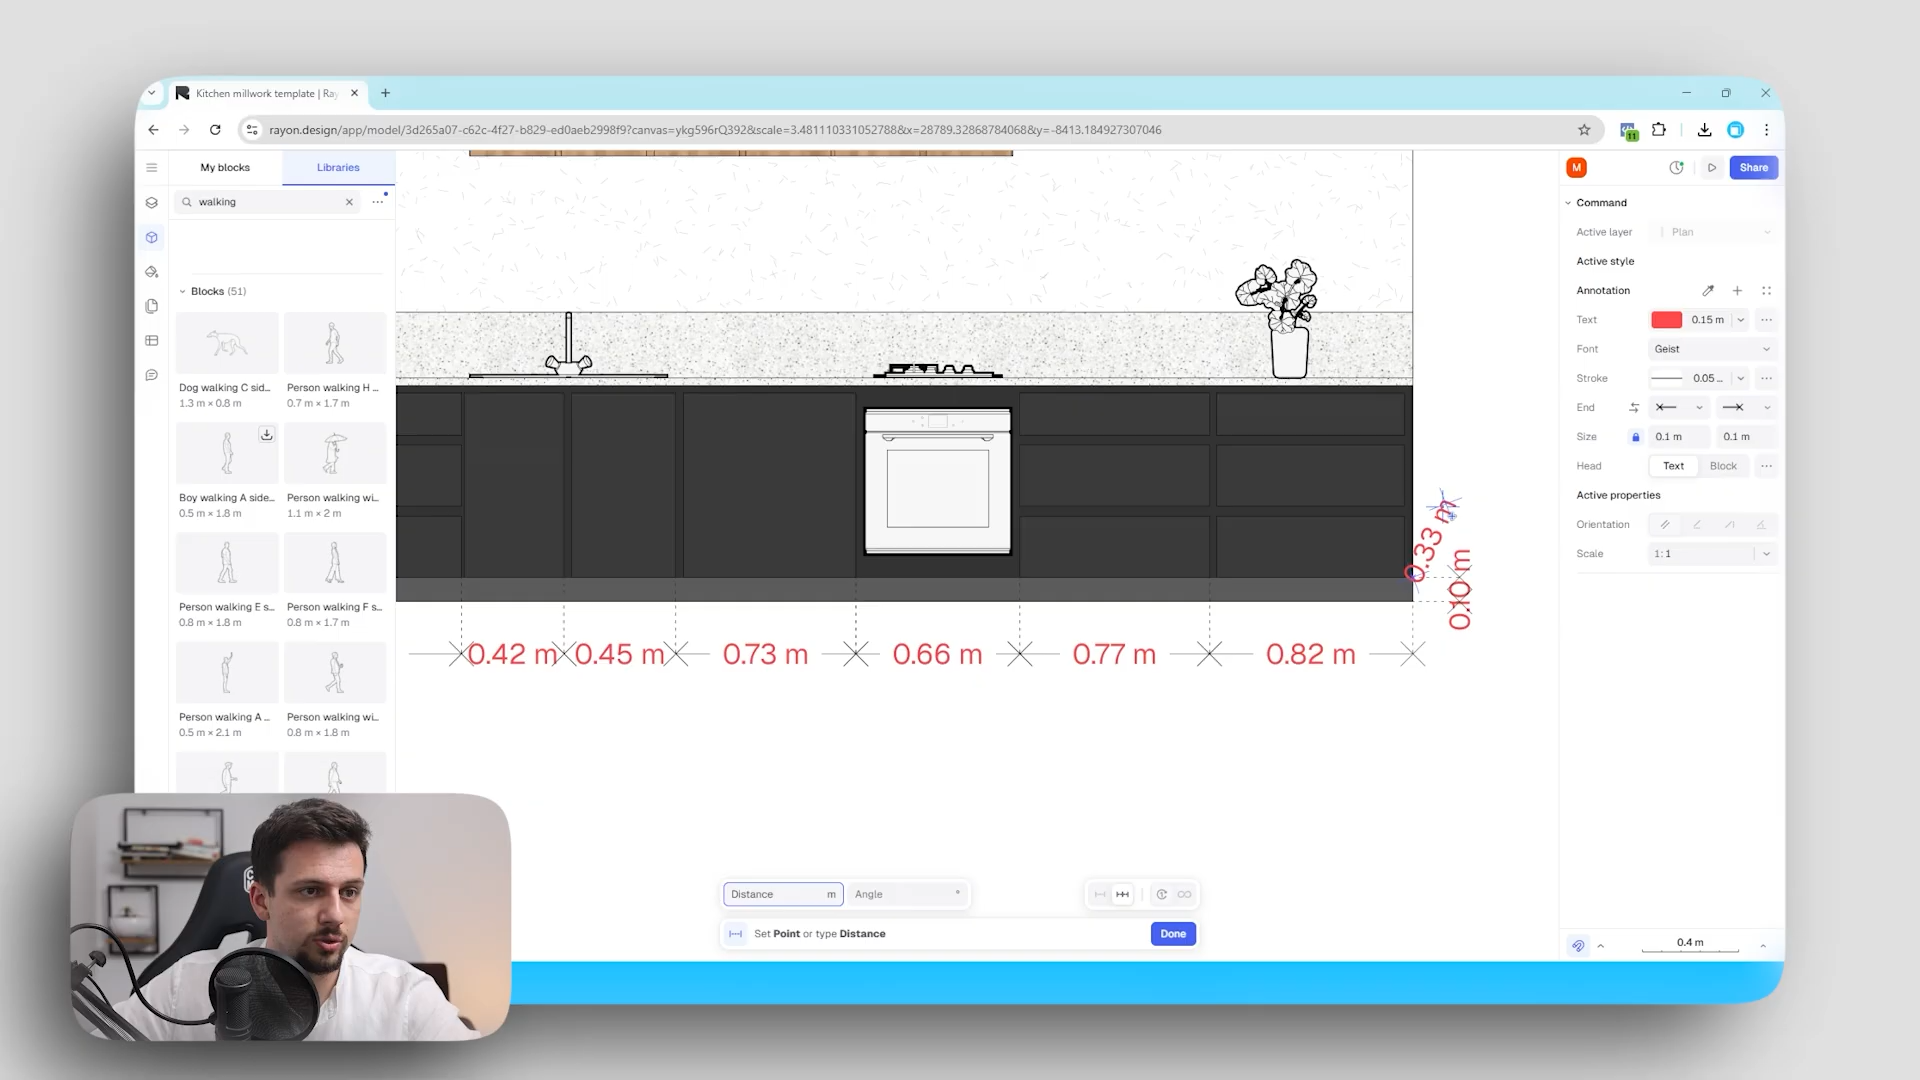 Kitchen millwork template | Ray
rayon.design/app/model/3d265a07-c62c-4f27-b829-ed0aeb2998f9?canvas=ykg596rQ392&scale=3.4811103310527888&x=28789.32868784068&y=-8413.184927307046
11
My blocks
Libraries
walking
Blocks (51)
Dog walking C sid...
1.3 m × 0.8 m
Person walking H ...
0.7 m × 1.7 m
Boy walking A side...
0.5 m × 1.8 m
Person walking wi...
1.1 m × 2 m
Person walking E s...
0.8 m × 1.8 m
Person walking F s...
0.8 m × 1.7 m
Person walking A ...
0.5 m × 2.1 m
Person walking wi...
0.8 m × 1.8 m
0.42 m
0.45 m
0.73 m
0.66 m
0.77 m
0.82 m
0.33 m
0.10 m
Distance m
Angle °
Set Point or type Distance
Done
M
Share
Command
Active layer
Plan
Active style
Annotation
Text
0.15 m
Font
Geist
Stroke
0.05 ...
End
Size
0.1 m
0.1 m
Head
Text
Block
Active properties
Orientation
Scale
1: 1
0.4 m